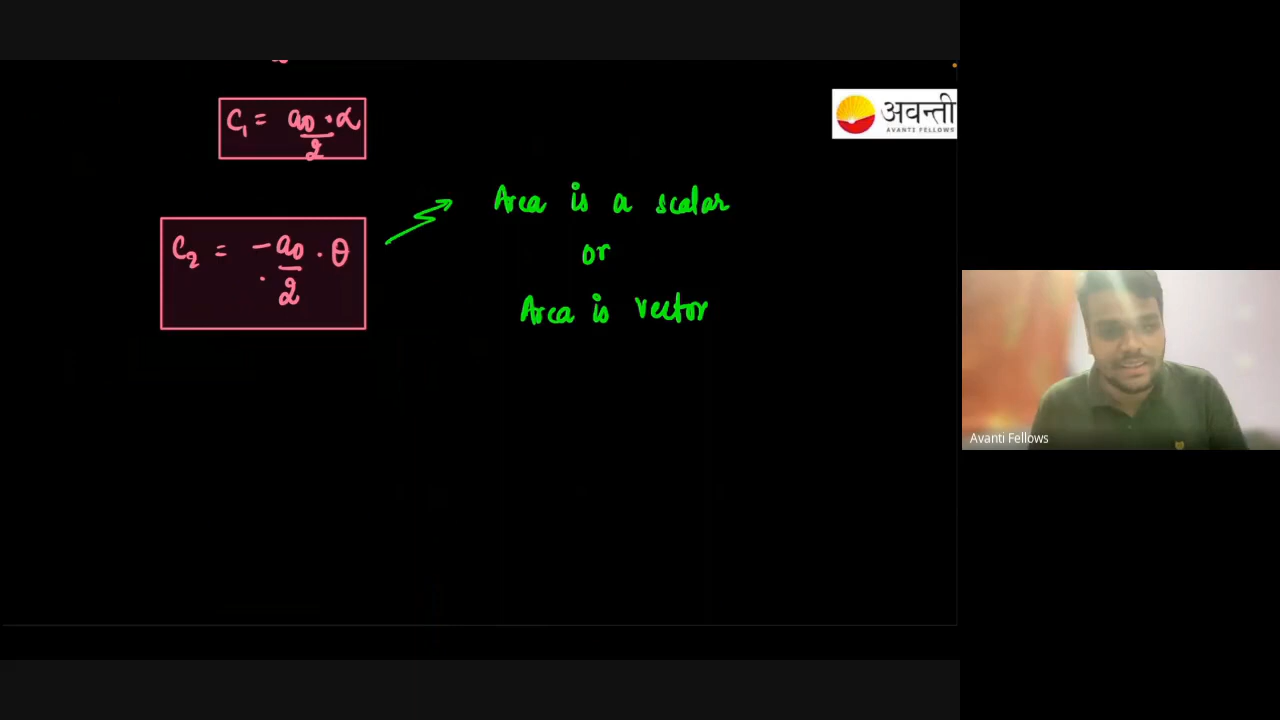 C₁ = a₀/2 · α
अवन्ती
AVANTI FELLOWS
Area is a scalar
or
C₂ = -a₀/2 · θ
Area is vector
Avanti Fellows